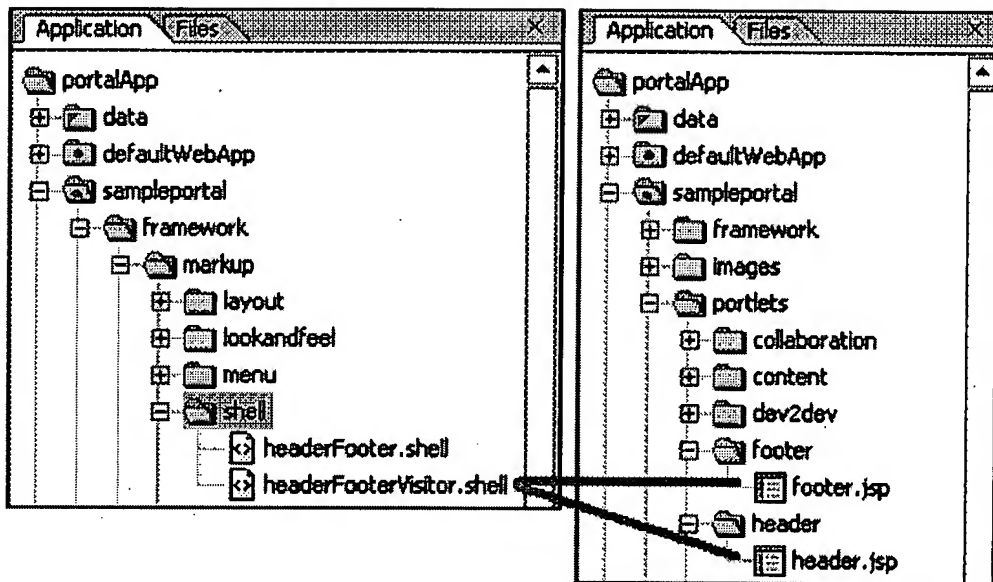 Application Files
portalApp
data
defaultWebApp
sampleportal
framework
markup
layout
lookandfeel
menu
shell
headerFooter.shell
headerFooterVisitor.shell
Application Files
portalApp
data
defaultWebApp
sampleportal
framework
images
portlets
collaboration
content
dev2dev
footer
footer.jsp
header
header.jsp